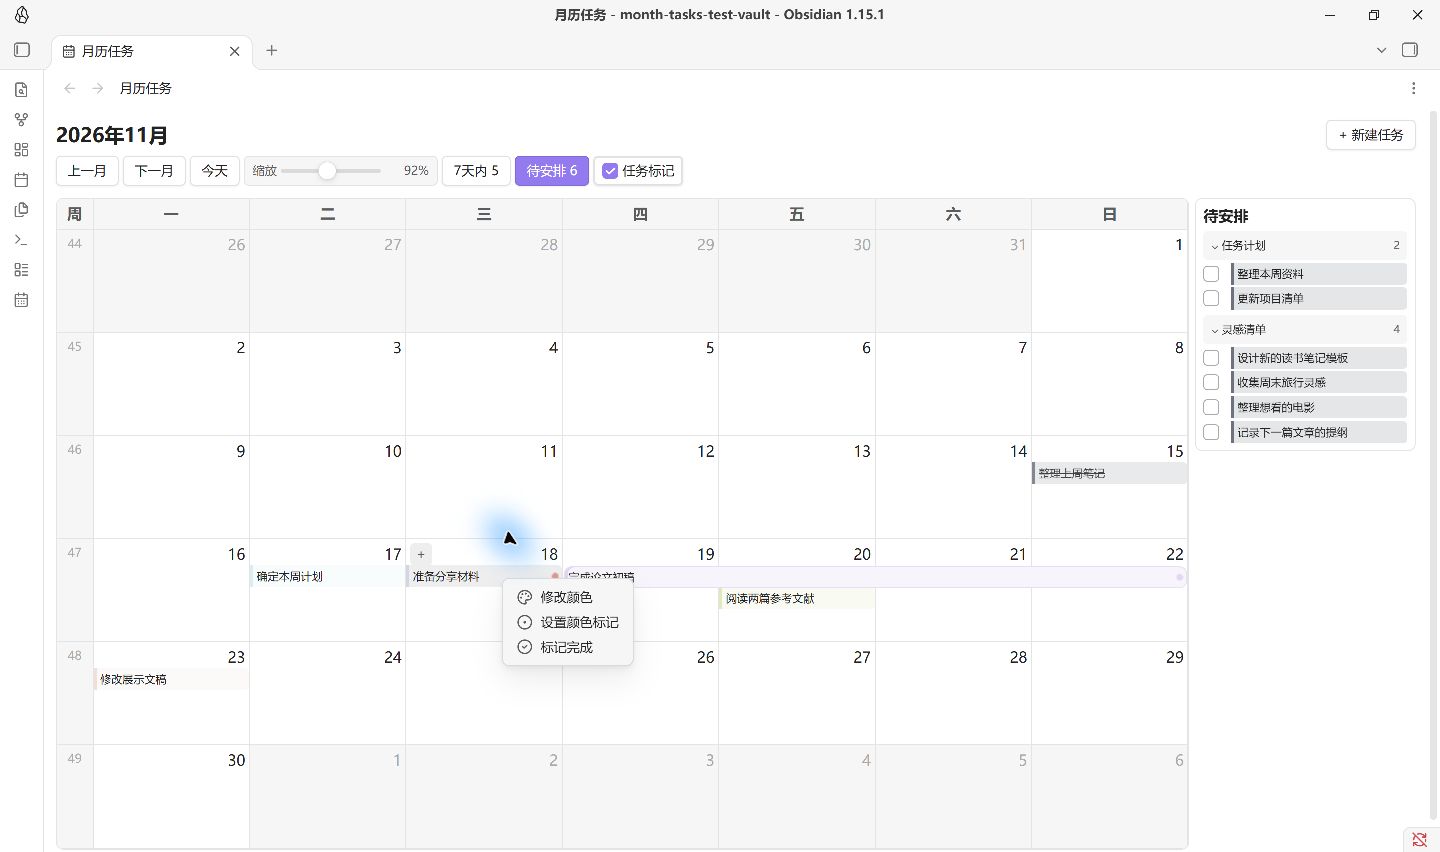 月历任务 - month-tasks-test-vault - Obsidian 1.15.1
月历任务
月历任务
2026年11月
+ 新建任务
上一月 下一月 今天 缩放 92% 7天内 5 待安排 6 任务标记
周 一 二 三 四 五 六 日
44 26 27 28 29 30 31 1
45 2 3 4 5 6 7 8
46 9 10 11 12 13 14 15
整理上周笔记
47 16 17 + 18 19 20 21 22
确定本周计划 准备分享材料 完成论文初稿
阅读两篇参考文献
修改颜色
设置颜色标记
标记完成
48 23 24 26 27 28 29
修改展示文稿
49 30 1 2 3 4 5 6
待安排
任务计划 2
整理本周资料
更新项目清单
灵感清单 4
设计新的读书笔记模板
收集周末旅行灵感
整理想看的电影
记录下一篇文章的提纲